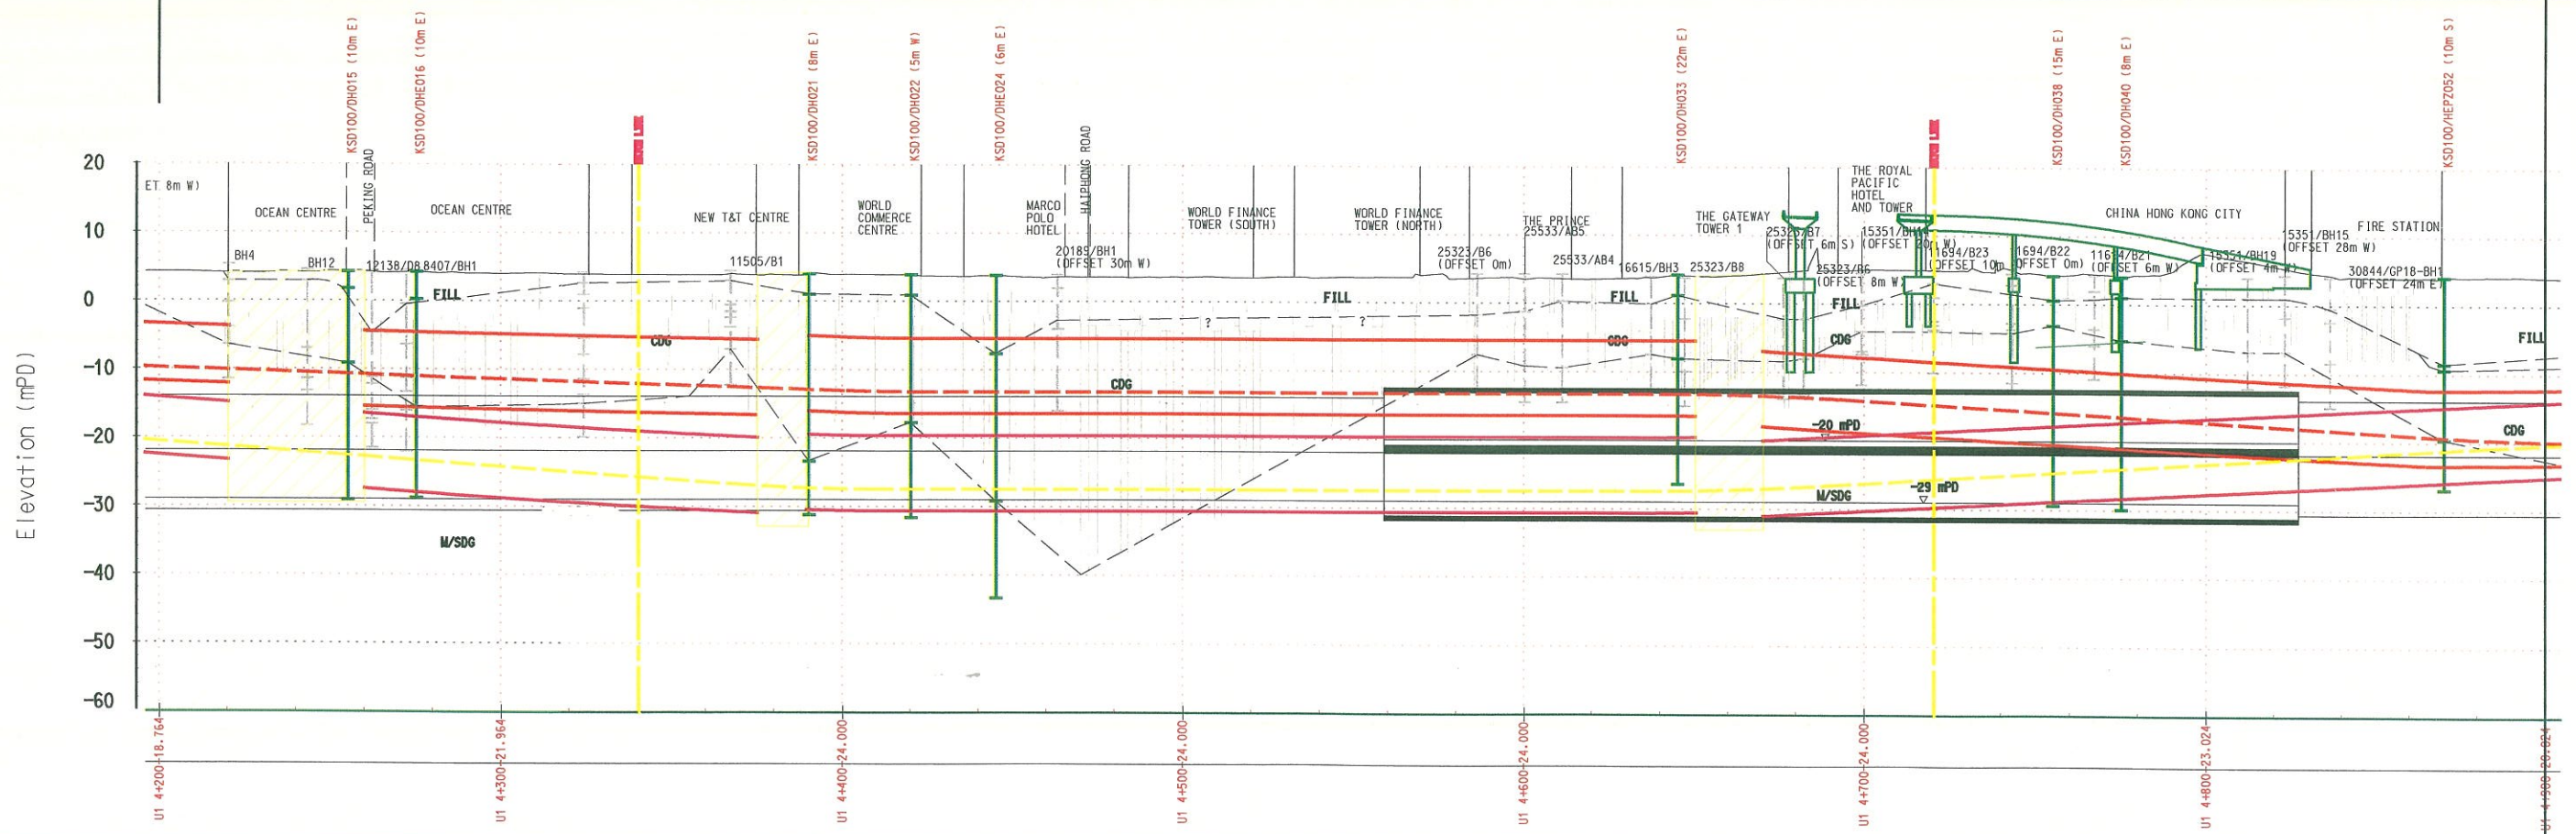 KSD100/DH015 (10m E)
KSD100/DHE016 (10m E)
KSD100/DH021 (8m E)
KSD100/DH022 (5m W)
KSD100/DHE024 (6m E)
KSD100/DH033 (22m E)
KSD100/DH038 (15m E)
KSD100/DH040 (8m E)
KSD100/HEPZ052 (10m S)
PEKING ROAD
HAIPHONG ROAD
ET 8m W)
OCEAN CENTRE
OCEAN CENTRE
NEW T&T CENTRE
WORLD
COMMERCE
CENTRE
MARCO
POLO
HOTEL
WORLD FINANCE
TOWER (SOUTH)
WORLD FINANCE
TOWER (NORTH)
THE PRINCE
25533/AB5
THE GATEWAY
TOWER 1
THE ROYAL
PACIFIC
HOTEL
AND TOWER
CHINA HONG KONG CITY
FIRE STATION
BH4
BH12
12138/D8
8407/BH1
11505/B1
20189/BH1
(OFFSET 30m W)
25323/B6
(OFFSET 0m)
25533/AB4
16615/BH3
25323/B8
(OFFSET 6m S)
(OFFSET 8m W)
11694/B23
1694/B22
(OFFSET 0m)
(OFFSET 6m W)
15351/BH19
15351/BH15
(OFFSET 28m W)
30844/GP18-BH1
(OFFSET 24m E)
FILL
FILL
FILL
FILL
FILL
CDG
CDG
CDG
CDG
CDG
?
?
M/SDG
M/SDG
-20 mPD
-29 mPD
Elevation (mPD)
20
10
0
-10
-20
-30
-40
-50
-60
U1 4+200-18.764
U1 4+300-21.964
U1 4+400-24.000
U1 4+500-24.000
U1 4+600-24.000
U1 4+700-24.000
U1 4+800-23.024